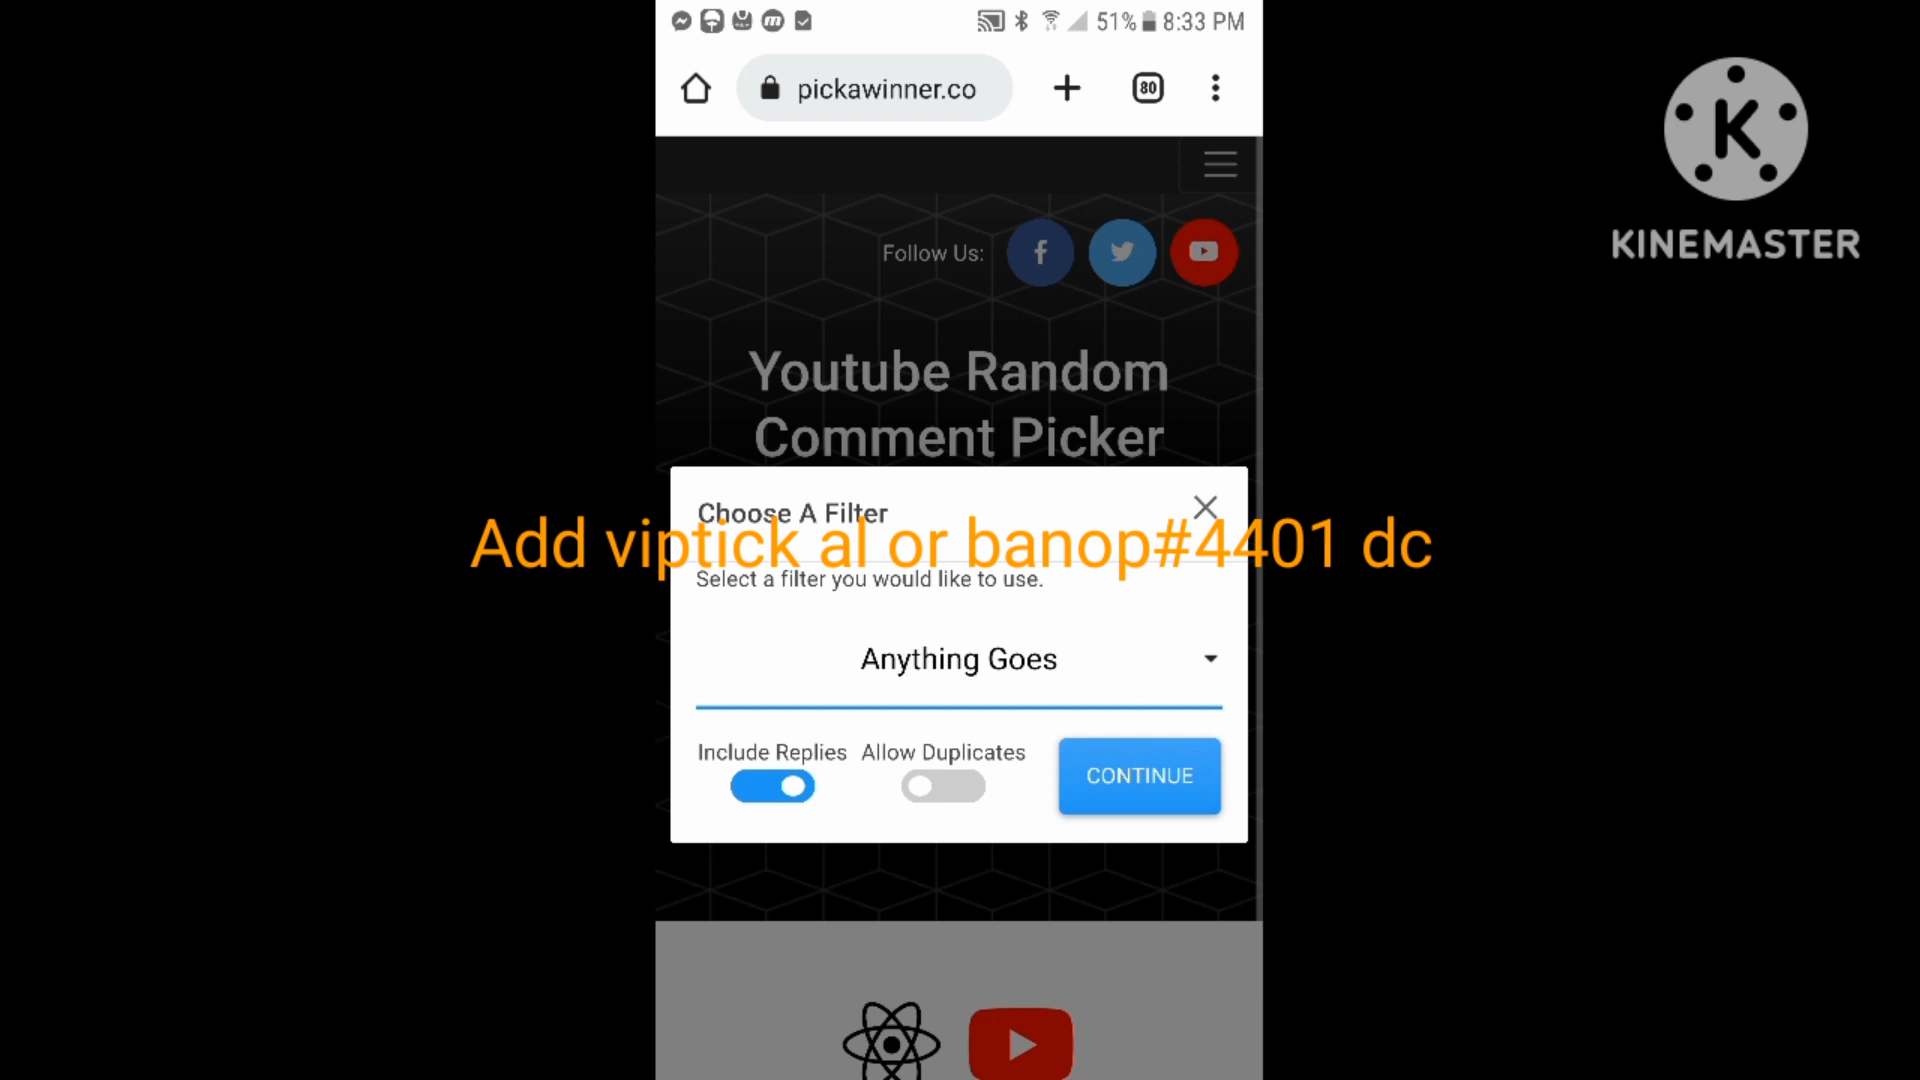 51% 8:33 PM
pickawinner.co
80
KINEMASTER
Follow Us:
Youtube Random
Comment Picker
Choose A Filter
Add viptick al or banop#4401 dc
Select a filter you would like to use.
Anything Goes
Include Replies Allow Duplicates
CONTINUE